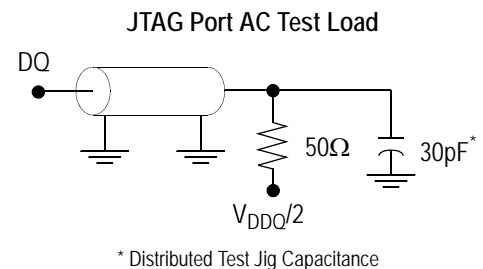 JTAG Port AC Test Load
DQ
50Ω
30pF*
VDDQ/2
* Distributed Test Jig Capacitance